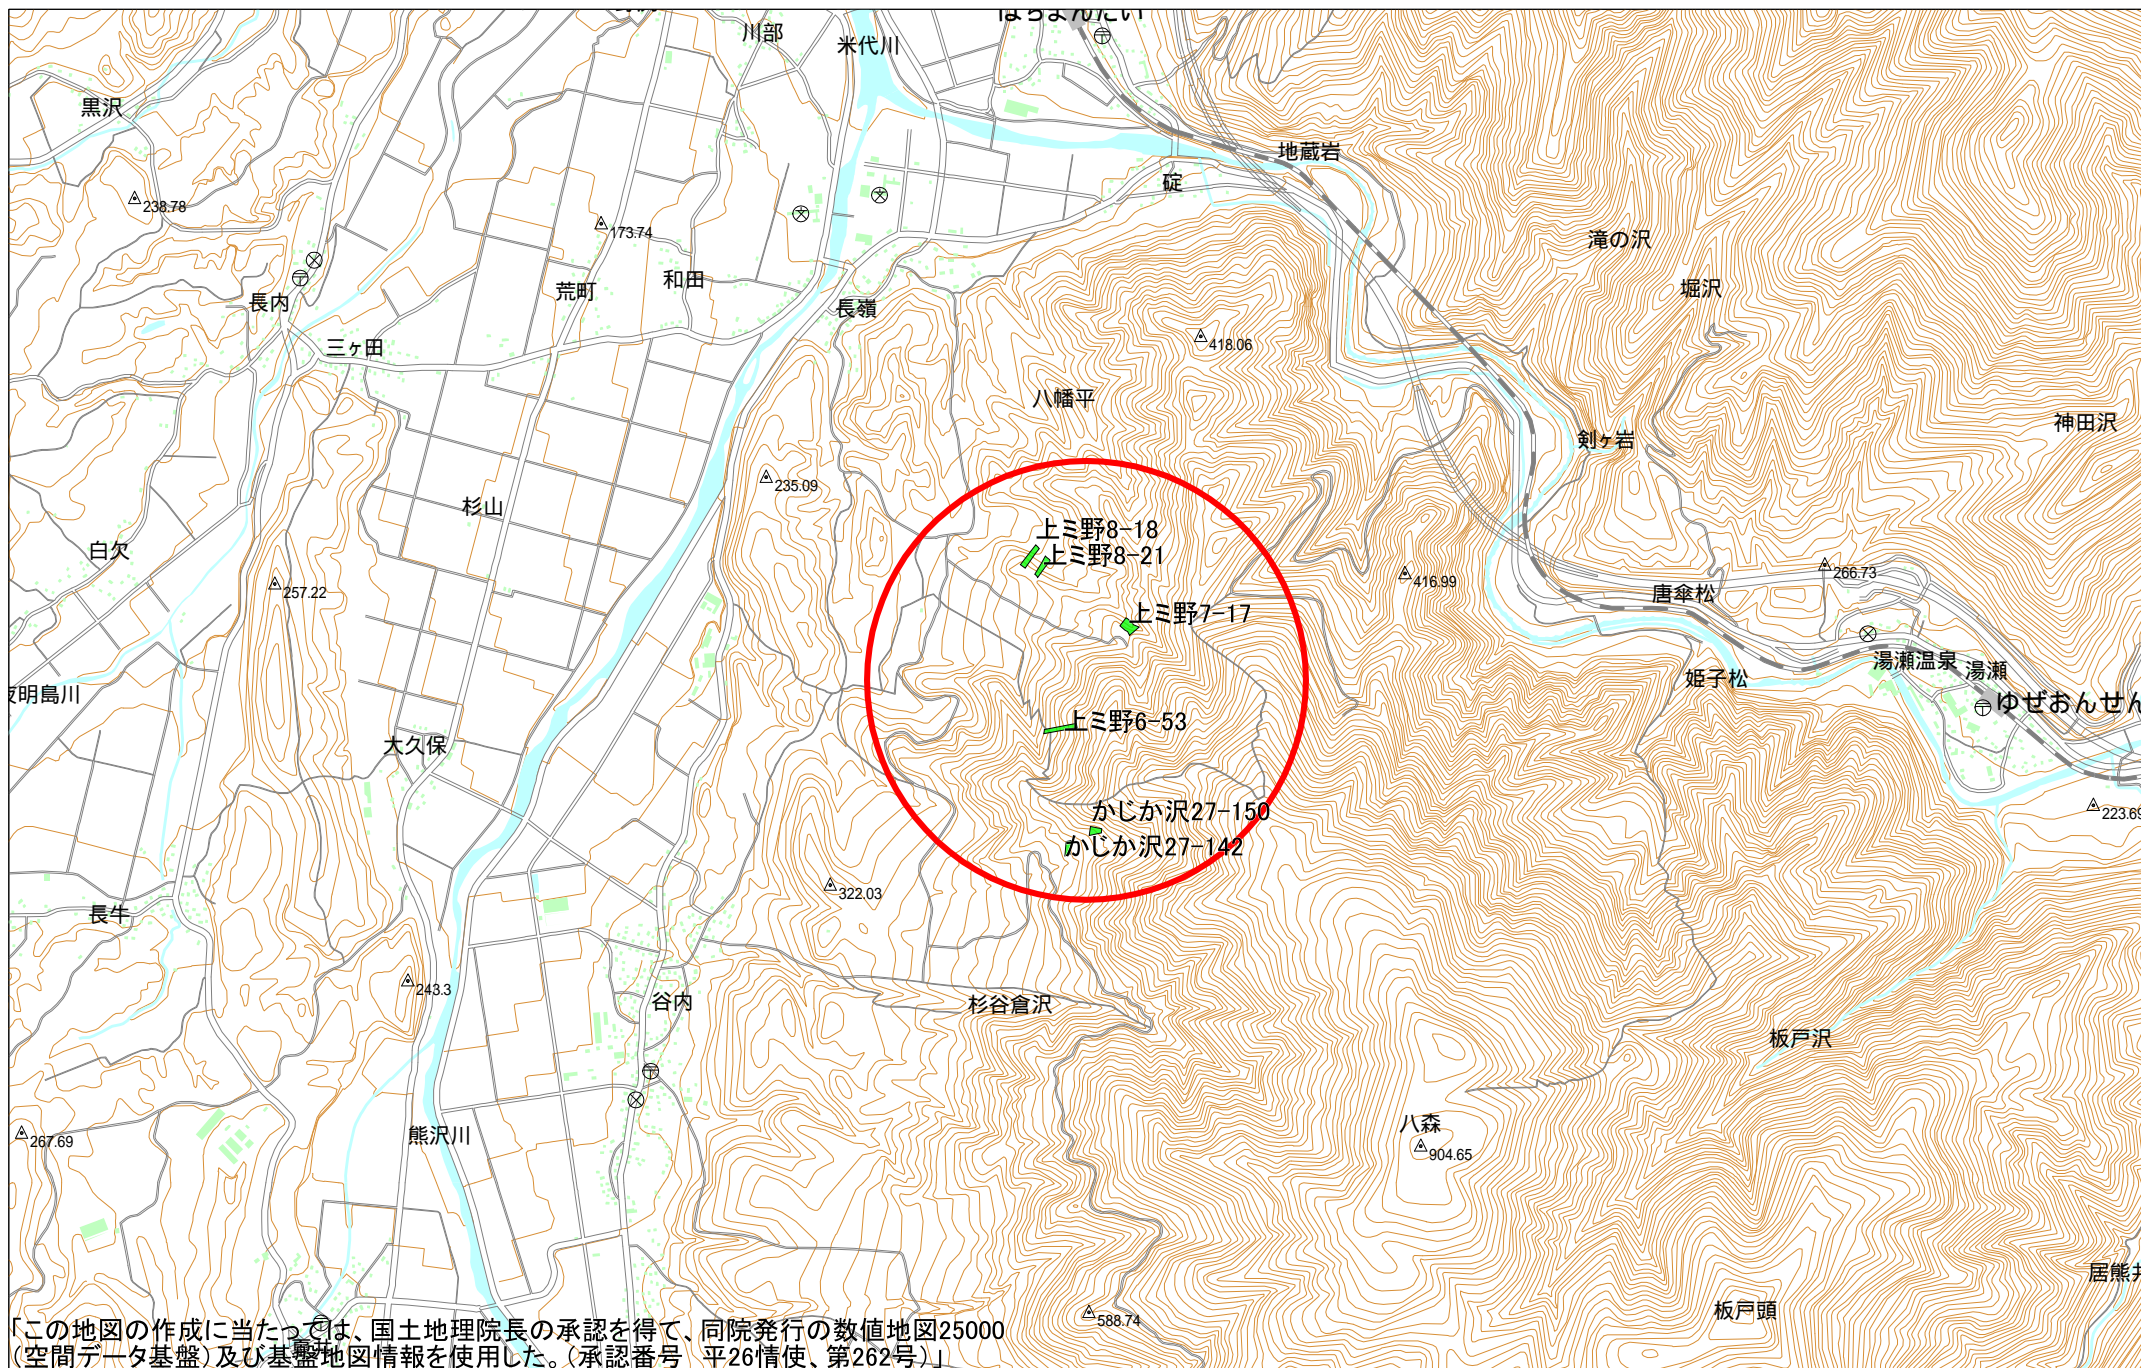 川部
米代川
黒沢
地蔵岩
碇
238.78
173.74
滝の沢
和田
荒町
堀沢
長内
長嶺
三ヶ田
418.06
八幡平
神田沢
剣ヶ岩
235.09
杉山
上ミ野8-18
白欠
上ミ野8-21
416.99
266.73
257.22
唐傘松
上ミ野7-17
湯瀬温泉
湯瀬
姫子松
明島川
ゆぜおんせん
上ミ野6-53
大久保
かじか沢27-150
223.69
かじか沢27-142
322.03
長牛
243.3
谷内
杉谷倉沢
板戸沢
八森
熊沢川
267.69
904.65
居熊井
板戸頭
588.74
「この地図の作成に当たっては、国土地理院長の承認を得て、同院発行の数値地図25000
（空間データ基盤）及び基盤地図情報を使用した。（承認番号　平26情使、第262号）」